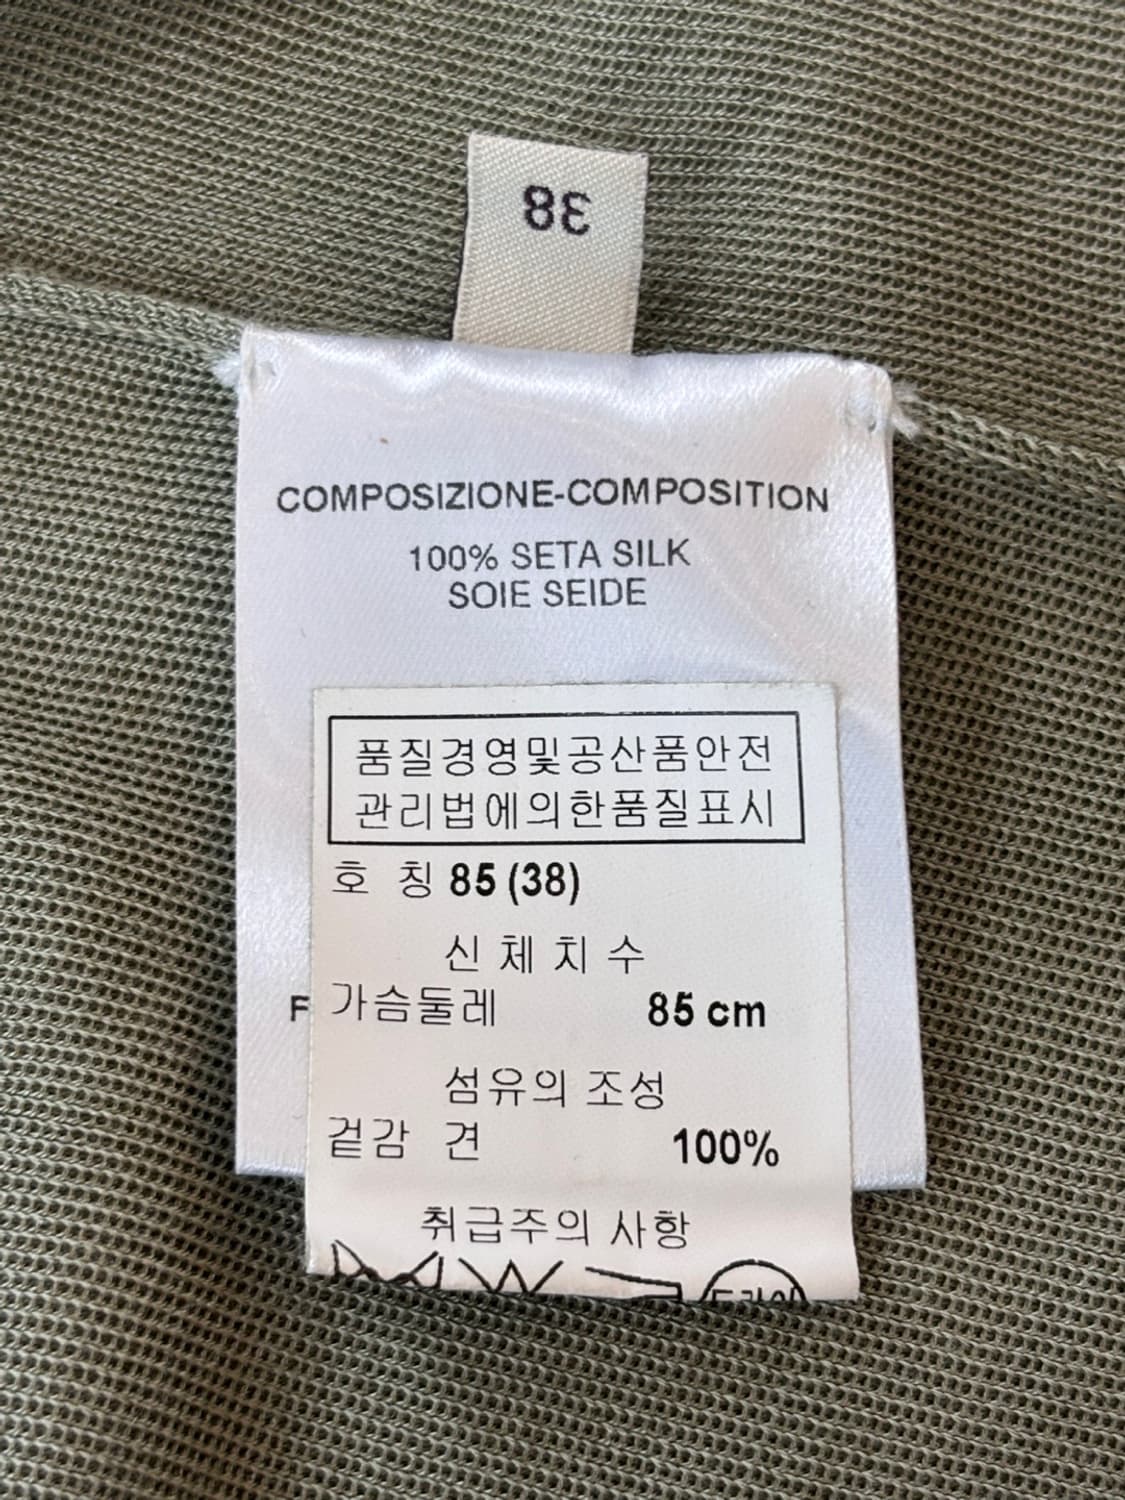 38
COMPOSIZIONE-COMPOSITION
100% SETA SILK
SOIE SEIDE
품질경영및공산품안전
관리법에의한품질표시
호 칭 85 (38)
신 체 치 수
F
가슴둘레 85 cm
섬유의 조성
겉감 견 100%
취급주의 사항